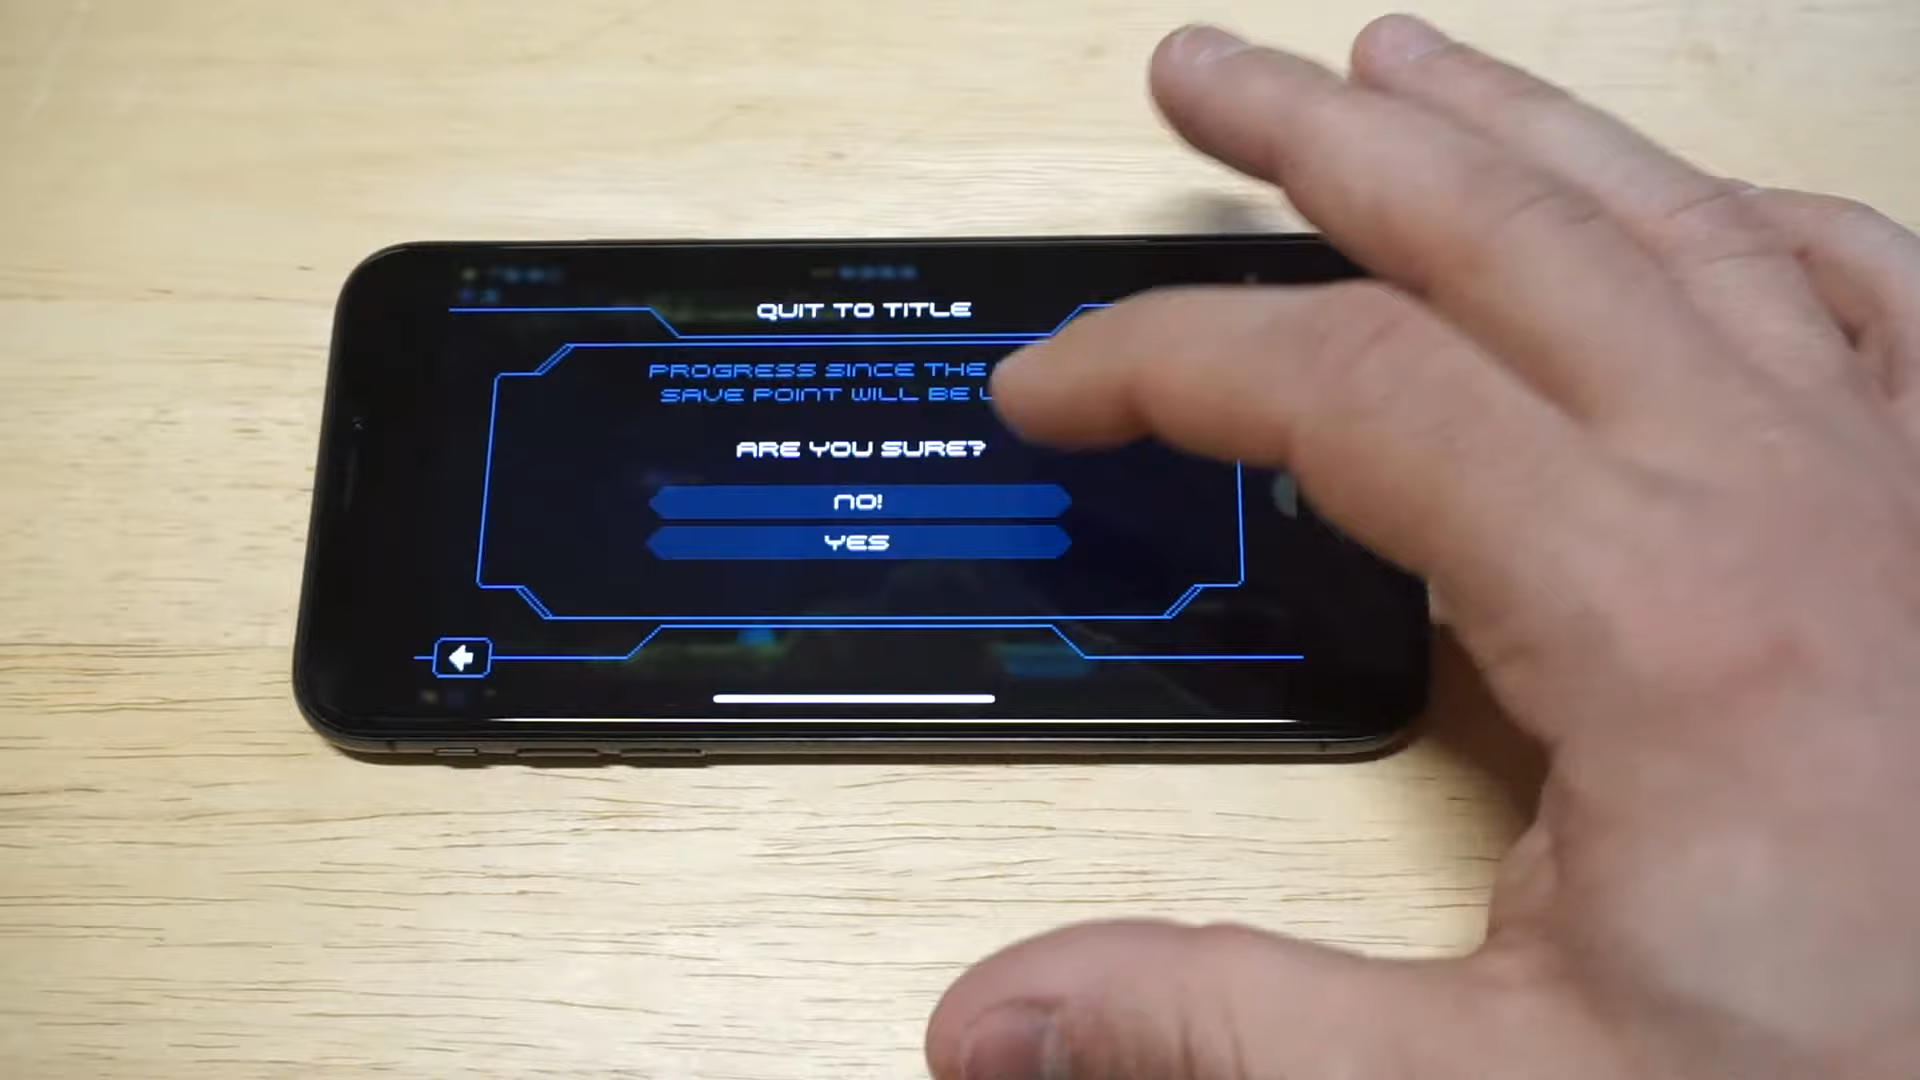 QUIT TO TITLE
PROGRESS SINCE THE
SAVE POINT WILL BE
ARE YOU SURE?
NO!
YES